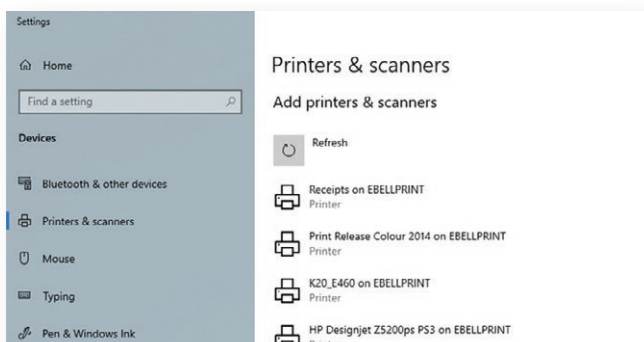 Settings
Home
Find a setting
Devices
Bluetooth & other devices
Printers & scanners
Mouse
Typing
Pen & Windows Ink
Printers & scanners
Add printers & scanners
Refresh
Receipts on EBELLPRINT
Printer
Print Release Colour 2014 on EBELLPRINT
Printer
K20_E460 on EBELLPRINT
Printer
HP Designjet Z5200ps PS3 on EBELLPRINT